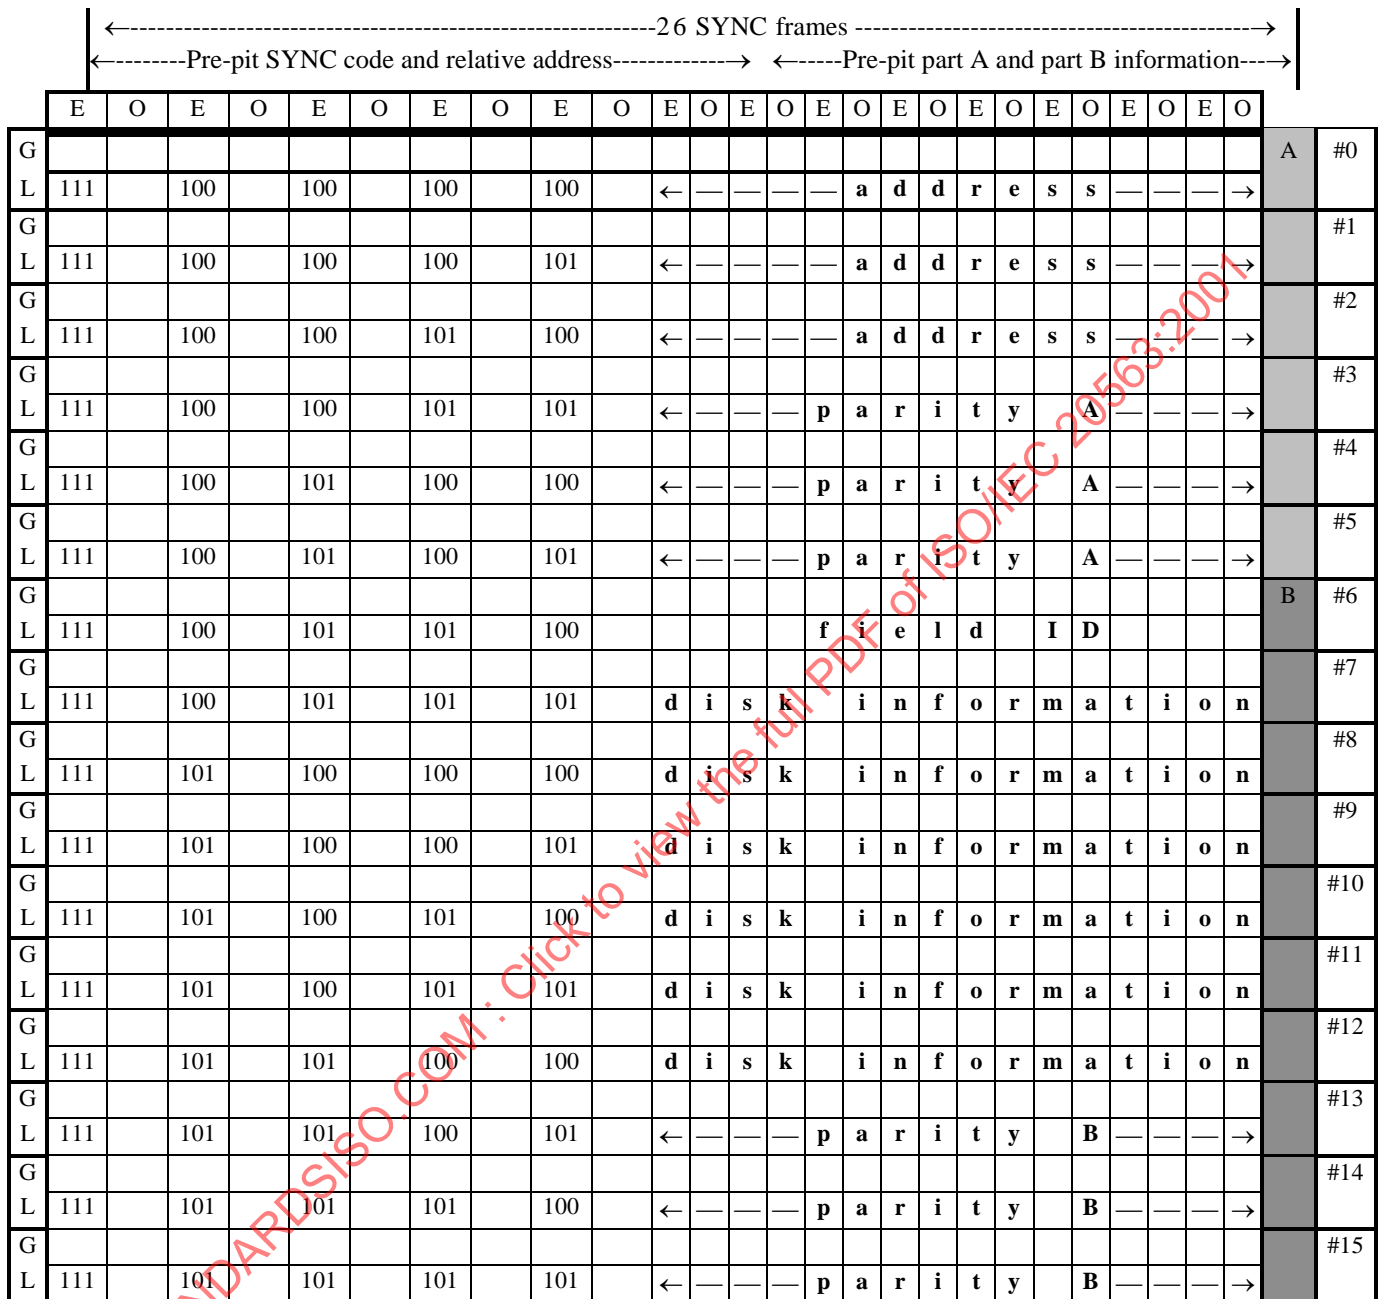 ←-----------------------------------------------------------26 SYNC frames -----------------------------------------------→
←---------Pre-pit SYNC code and relative address--------------→ ←-----Pre-pit part A and part B information---→
E O E O E O E O E O E O E O E O E O E O E O E O E O
G A #0
L 111 100 100 100 100 ← — — — — a d d r e s s — — — →
G #1
L 111 100 100 100 101 ← — — — — a d d r e s s — — — →
G #2
L 111 100 100 101 100 ← — — — — a d d r e s s — — — →
G #3
L 111 100 100 101 101 ← — — — p a r i t y A — — — →
G #4
L 111 100 101 100 100 ← — — — p a r i t y A — — — →
G #5
L 111 100 101 100 101 ← — — — p a r i t y A — — — →
G B #6
L 111 100 101 101 100 f i e l d I D
G #7
L 111 100 101 101 101 d i s k i n f o r m a t i o n
G #8
L 111 101 100 100 100 d i s k i n f o r m a t i o n
G #9
L 111 101 100 100 101 d i s k i n f o r m a t i o n
G #10
L 111 101 100 101 100 d i s k i n f o r m a t i o n
G #11
L 111 101 100 101 101 d i s k i n f o r m a t i o n
G #12
L 111 101 101 100 100 d i s k i n f o r m a t i o n
G #13
L 111 101 101 100 101 ← — — — p a r i t y B — — — →
G #14
L 111 101 101 101 100 ← — — — p a r i t y B — — — →
G #15
L 111 101 101 101 101 ← — — — p a r i t y B — — — →
NDARDSISO.COM : Click to view the full PDF of ISO/IEC 20563:2001